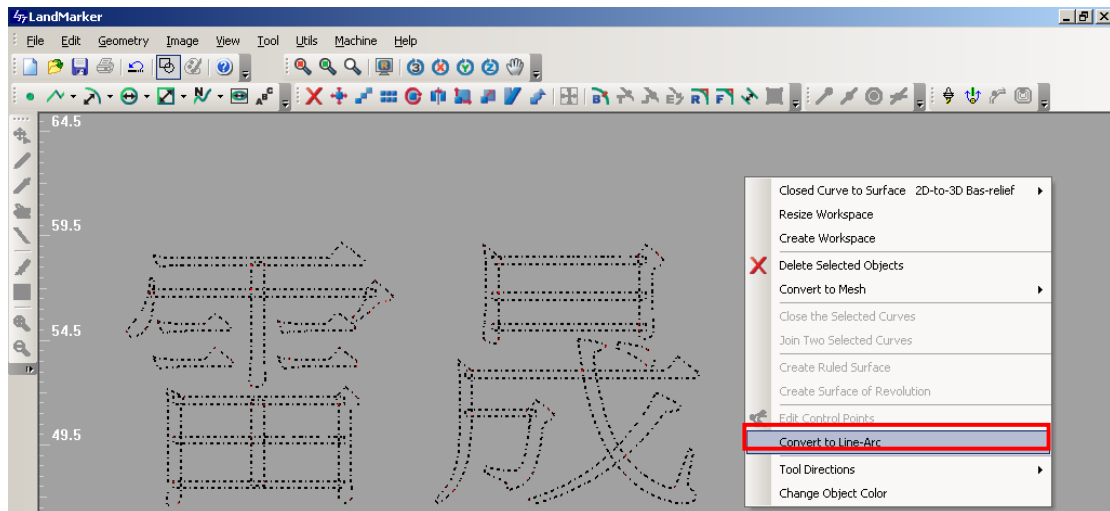 LandMarker
File Edit Geometry Image View Tool Utils Machine Help
64.5
59.5
54.5
49.5
雷晟
Closed Curve to Surface 2D-to-3D Bas-relief
Resize Workspace
Create Workspace
Delete Selected Objects
Convert to Mesh
Close the Selected Curves
Join Two Selected Curves
Create Ruled Surface
Create Surface of Revolution
Edit Control Points
Convert to Line-Arc
Tool Directions
Change Object Color